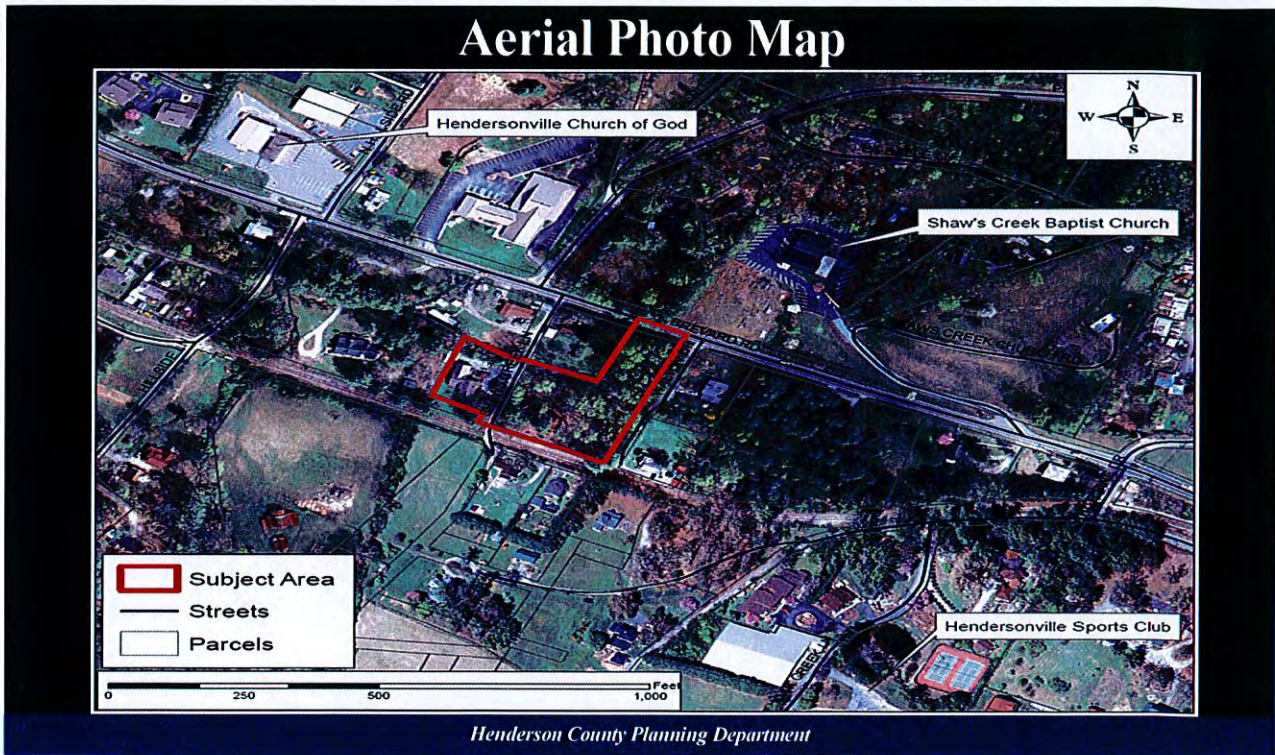 Aerial Photo Map
N
W E
S
Hendersonville Church of God
Shaw's Creek Baptist Church
Subject Area
Streets
Parcels
Hendersonville Sports Club
Feet
0 250 500 1,000
Henderson County Planning Department